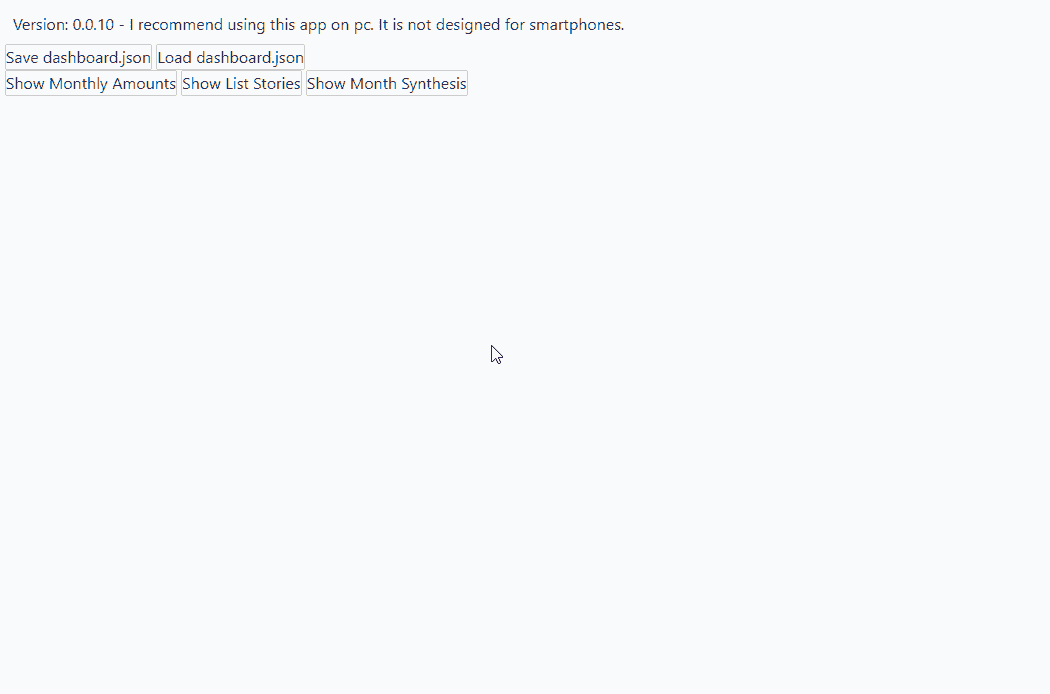 Version: 0.0.10 - I recommend using this app on pc. It is not designed for smartphones.
Save dashboard.json Load dashboard.json
Show Monthly Amounts Show List Stories Show Month Synthesis